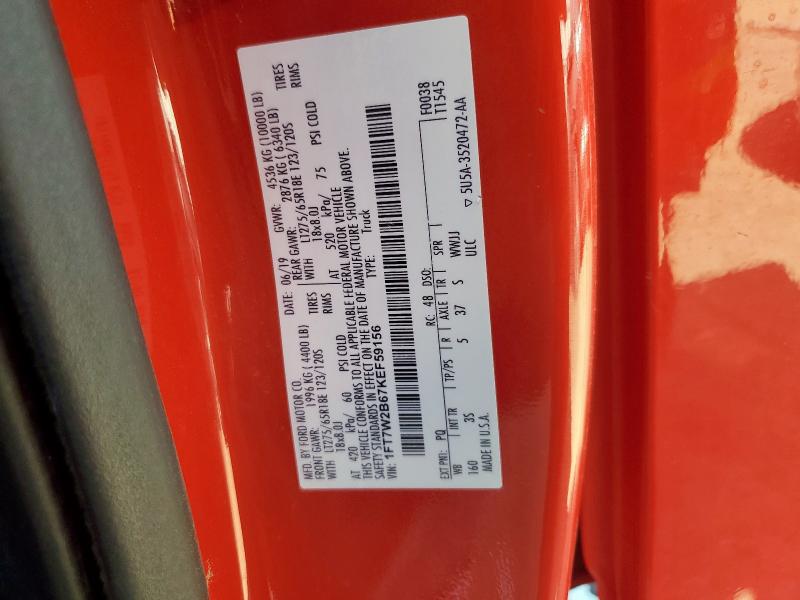 MFD. BY FORD MOTOR CO. DATE: 06/19 GVWR: 4536 KG (10000 LB)
FRONT GAWR: 1996 KG ( 4400 LB) REAR GAWR: 2876 KG ( 6340 LB)
WITH LT275/65R18E 123/120S TIRES WITH LT275/65R18E 123/120S TIRES
18x8.0J RIMS 18x8.0J RIMS
AT 420 kPa/ 60 PSI COLD AT 520 kPa/ 75 PSI COLD
THIS VEHICLE CONFORMS TO ALL APPLICABLE FEDERAL MOTOR VEHICLE
SAFETY STANDARDS IN EFFECT ON THE DATE OF MANUFACTURE SHOWN ABOVE.
VIN: 1FT7W2B67KEF59156 TYPE: Truck
F0038
T1545
EXT PNT: PQ RC: 48 DSO:
WB INT TR TP/PS R AXLE TR SPR
160 3S 5 37 S WWJJ
ULC
MADE IN U.S.A. ▽ 5U5A-3520472-AA